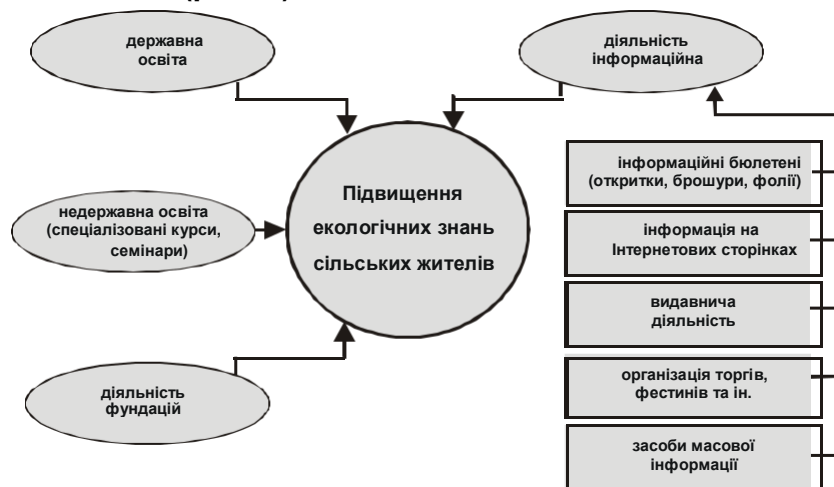 державна
освіта
діяльність
інформаційна
інформаційні бюлетені
(откритки, брошури, фолії)
Підвищення
екологічних знань
сільських жителів
недержавна освіта
(спеціалізовані курси,
семінари)
інформація на
Інтернетових сторінках
видавнича
діяльність
організація торгів,
фестинів та ін.
діяльність
фундацій
засоби масової
інформації